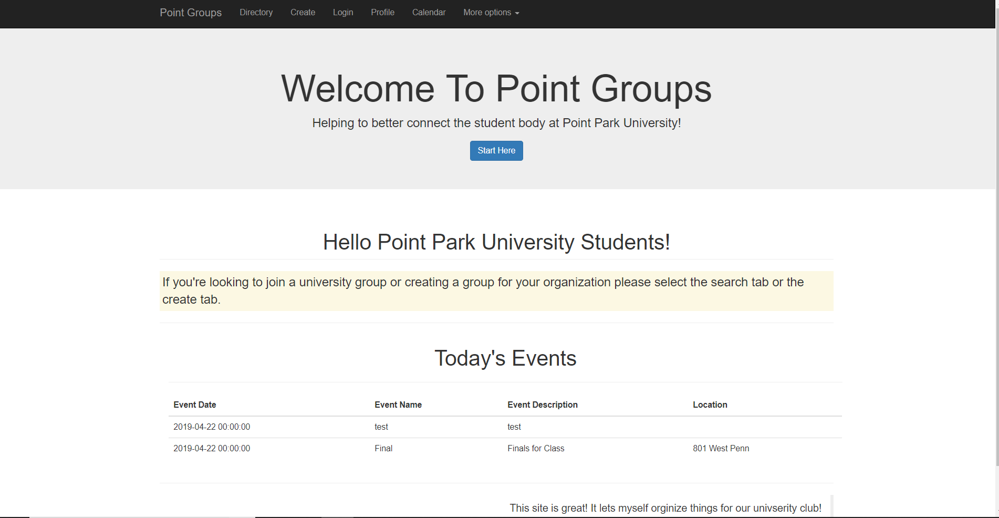 Point Groups Directory Create Login Profile Calendar More options
Welcome To Point Groups
Helping to better connect the student body at Point Park University!
Start Here
Hello Point Park University Students!
If you're looking to join a university group or creating a group for your organization please select the search tab or the
create tab.
Today's Events
Event Date Event Name Event Description Location
2019-04-22 00:00:00 test test
2019-04-22 00:00:00 Final Finals for Class 801 West Penn
This site is great! It lets myself orginize things for our univserity club!